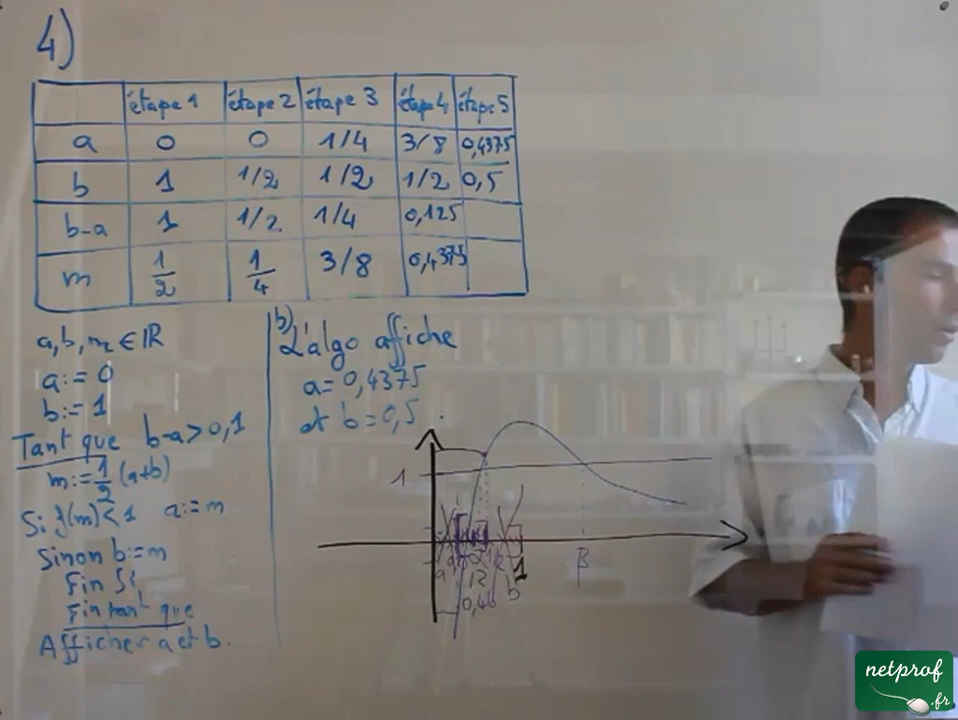 4)
étape 1 étape 2 étape 3 étape 4 étape 5
a 0 0 1/4 3/8 0,4375
b 1 1/2 1/2 1/2 0,5
b-a 1 1/2 1/4 0,125
m 1/2 1/4 3/8 0,4375
a, b, m ∈ IR
a:= 0
b:= 1
Tant que b-a > 0,1
m:= 1/2 (a+b)
Si f(m) < 1 a:= m
Sinon b:= m
Fin Si
Fin tant que
Afficher a et b.
b)
L'algo affiche
a = 0,4375
et b = 0,5.
1
1
β
a
b
0,46
netprof
.fr